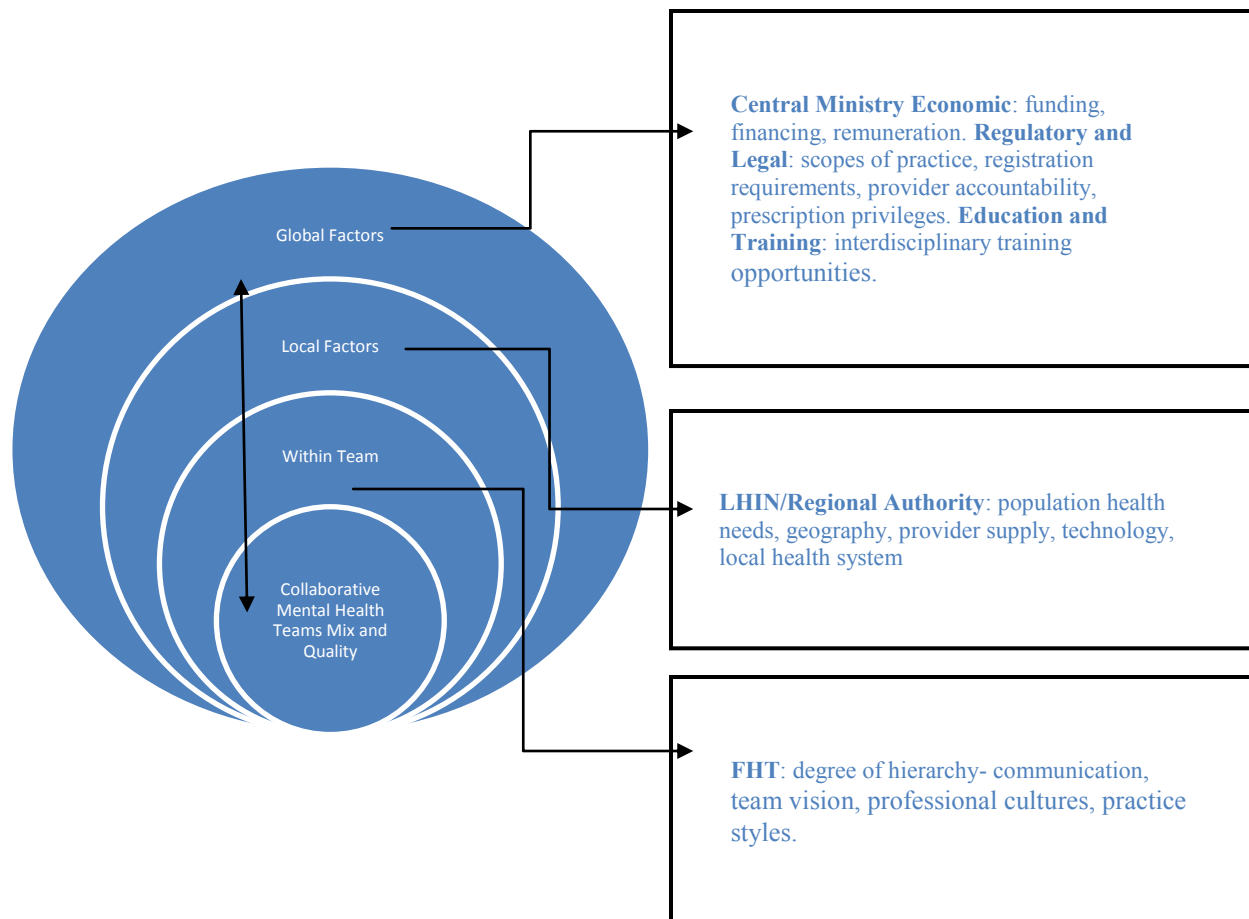 Global Factors
Local Factors
Within Team
Collaborative
Mental Health
Teams Mix and
Quality
Central Ministry Economic: funding,
financing, remuneration. Regulatory and
Legal: scopes of practice, registration
requirements, provider accountability,
prescription privileges. Education and
Training: interdisciplinary training
opportunities.
LHIN/Regional Authority: population health
needs, geography, provider supply, technology,
local health system
FHT: degree of hierarchy- communication,
team vision, professional cultures, practice
styles.